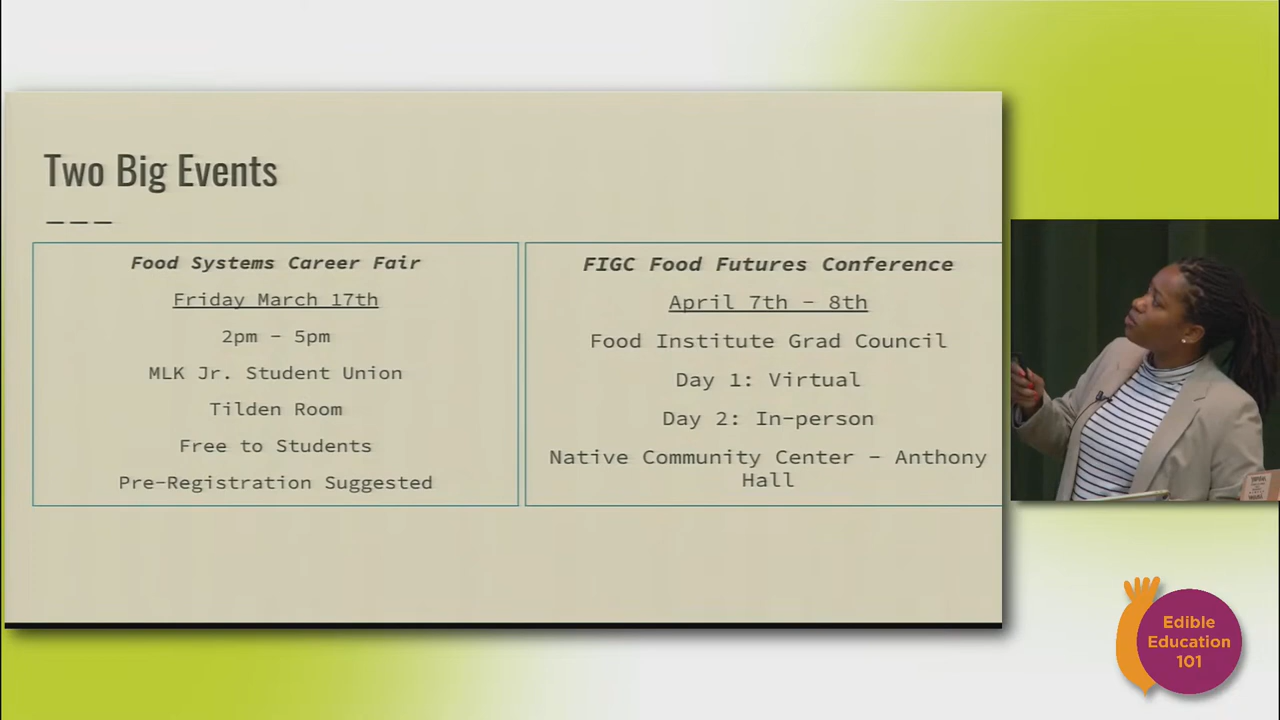 Two Big Events
Food Systems Career Fair
Friday March 17th
2pm - 5pm
MLK Jr. Student Union
Tilden Room
Free to Students
Pre-Registration Suggested
FIGC Food Futures Conference
April 7th - 8th
Food Institute Grad Council
Day 1: Virtual
Day 2: In-person
Native Community Center - Anthony
Hall
Edible
Education
101